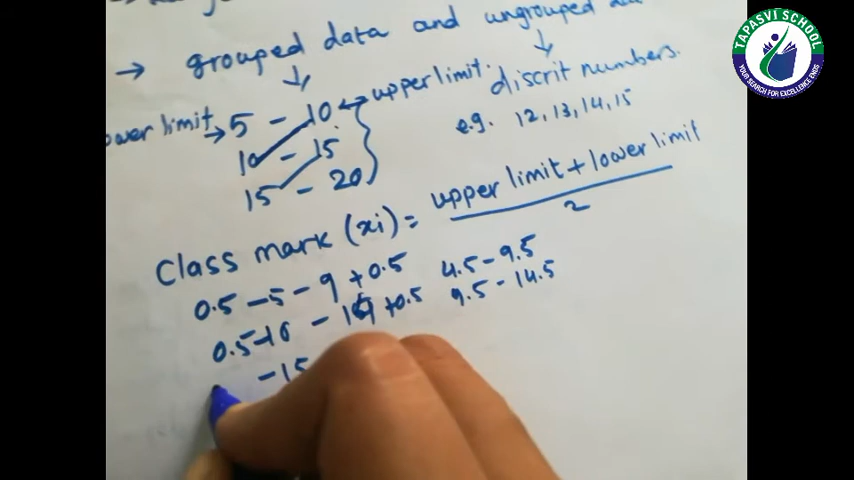 → grouped data and ungrouped
lower limit → 5 - 10 ↔ upper limit.
discrit numbers.
10 - 15
e.g. 12, 13, 14, 15
15 - 20
Class mark (xi) = upper limit + lower limit / 2
0.5 - 5 - 9 + 0.5 4.5 - 9.5
0.5 - 10 - 14 + 0.5 9.5 - 14.5
- 15
TAPASVI SCHOOL
YOUR SEARCH FOR EXCELLENCE ENDS